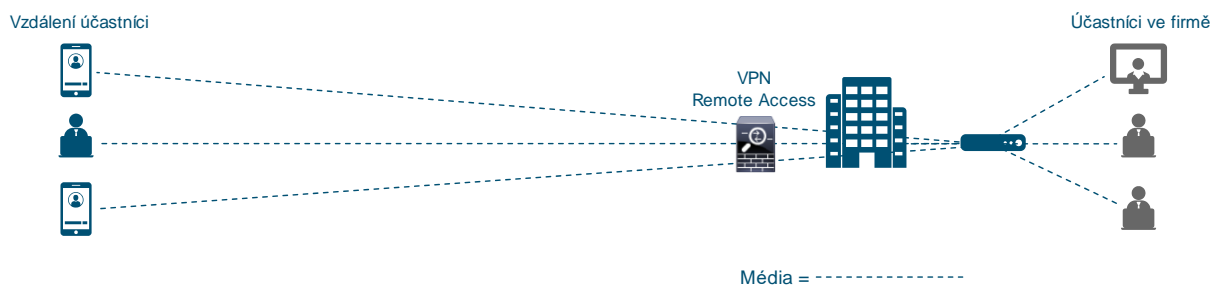 Vzdálení účastníci
Účastníci ve firmě
VPN
Remote Access
Média =